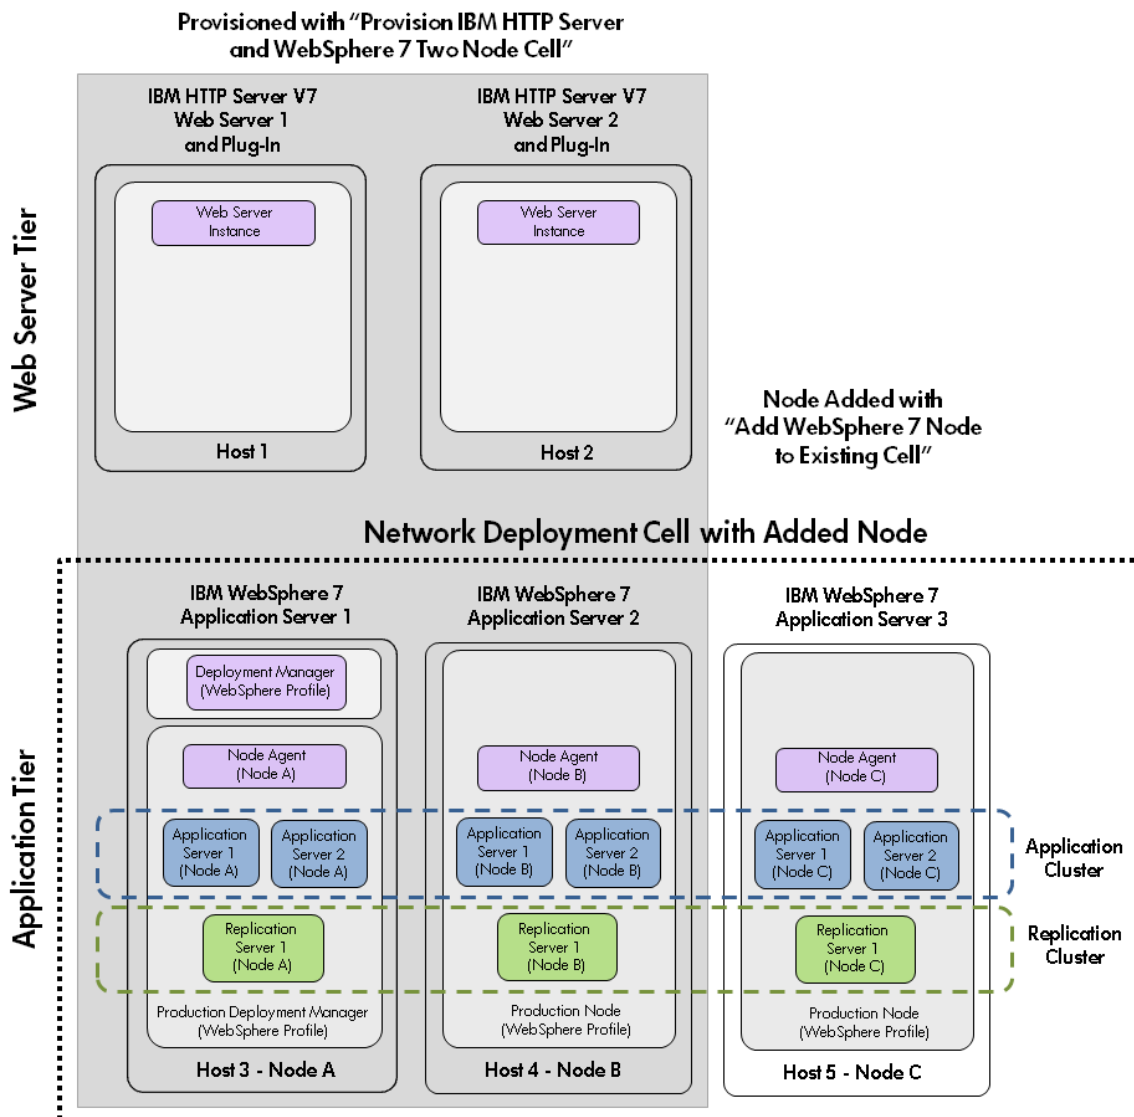 Provisioned with “Provision IBM HTTP Server
and WebSphere 7 Two Node Cell”
IBM HTTP Server V7
Web Server 1
and Plug-In
IBM HTTP Server V7
Web Server 2
and Plug-In
Web Server Tier
Web Server
Instance
Web Server
Instance
Host 1
Host 2
Node Added with
“Add WebSphere 7 Node
to Existing Cell”
Network Deployment Cell with Added Node
Application Tier
IBM WebSphere 7
Application Server 1
IBM WebSphere 7
Application Server 2
IBM WebSphere 7
Application Server 3
Deployment Manager
(WebSphere Profile)
Node Agent
(Node A)
Node Agent
(Node B)
Node Agent
(Node C)
Application
Server 1
(Node A)
Application
Server 2
(Node A)
Application
Server 1
(Node B)
Application
Server 2
(Node B)
Application
Server 1
(Node C)
Application
Server 2
(Node C)
Application
Cluster
Replication
Server 1
(Node A)
Replication
Server 1
(Node B)
Replication
Server 1
(Node C)
Replication
Cluster
Production Deployment Manager
(WebSphere Profile)
Production Node
(WebSphere Profile)
Production Node
(WebSphere Profile)
Host 3 - Node A
Host 4 - Node B
Host 5 - Node C